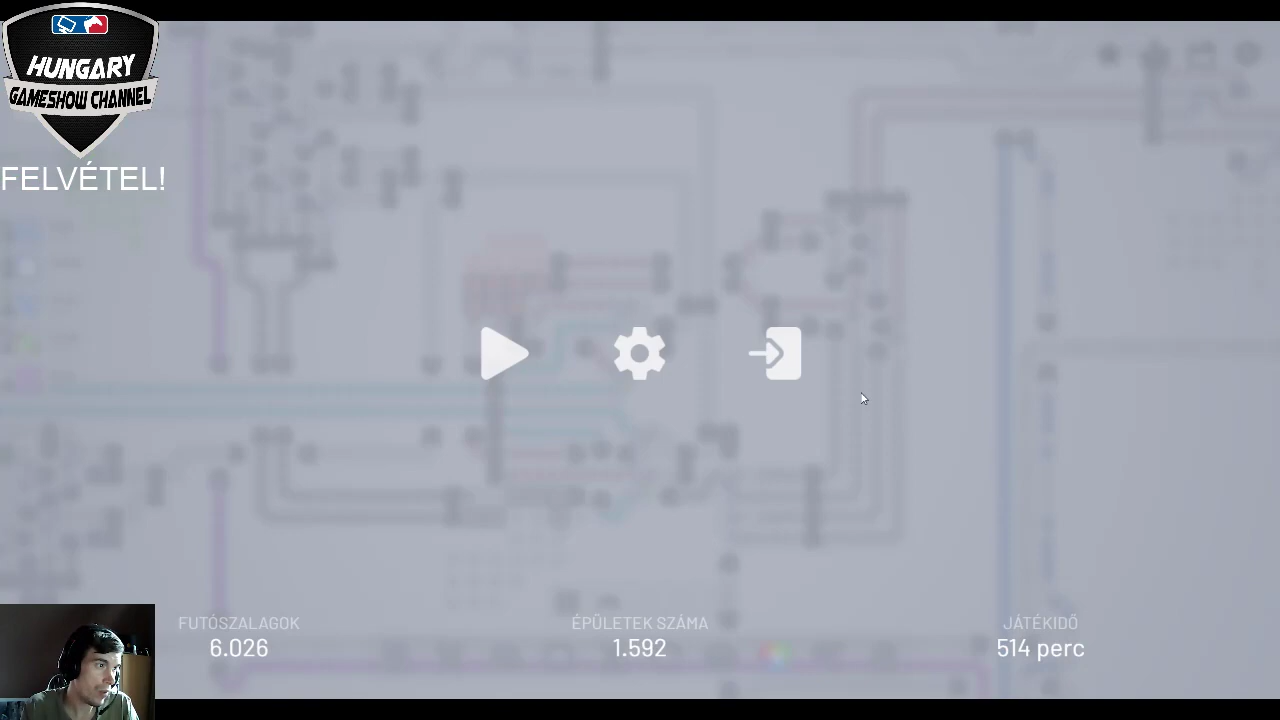 HUNGARY
GAMESHOW CHANNEL
FELVÉTEL!
FUTÓSZALAGOK
6.026
ÉPÜLETEK SZÁMA
1.592
JÁTÉKIDŐ
514 perc